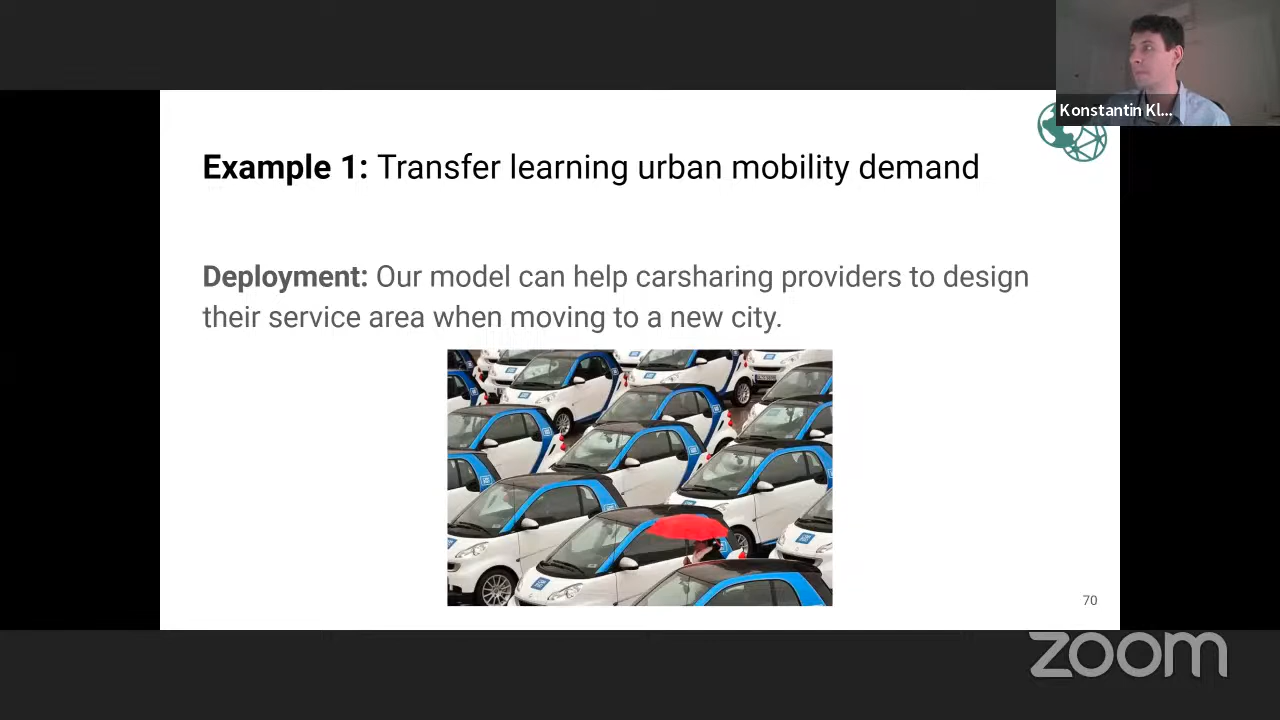 Konstantin Kl...
Example 1: Transfer learning urban mobility demand
Deployment: Our model can help carsharing providers to design
their service area when moving to a new city.
70
zoom